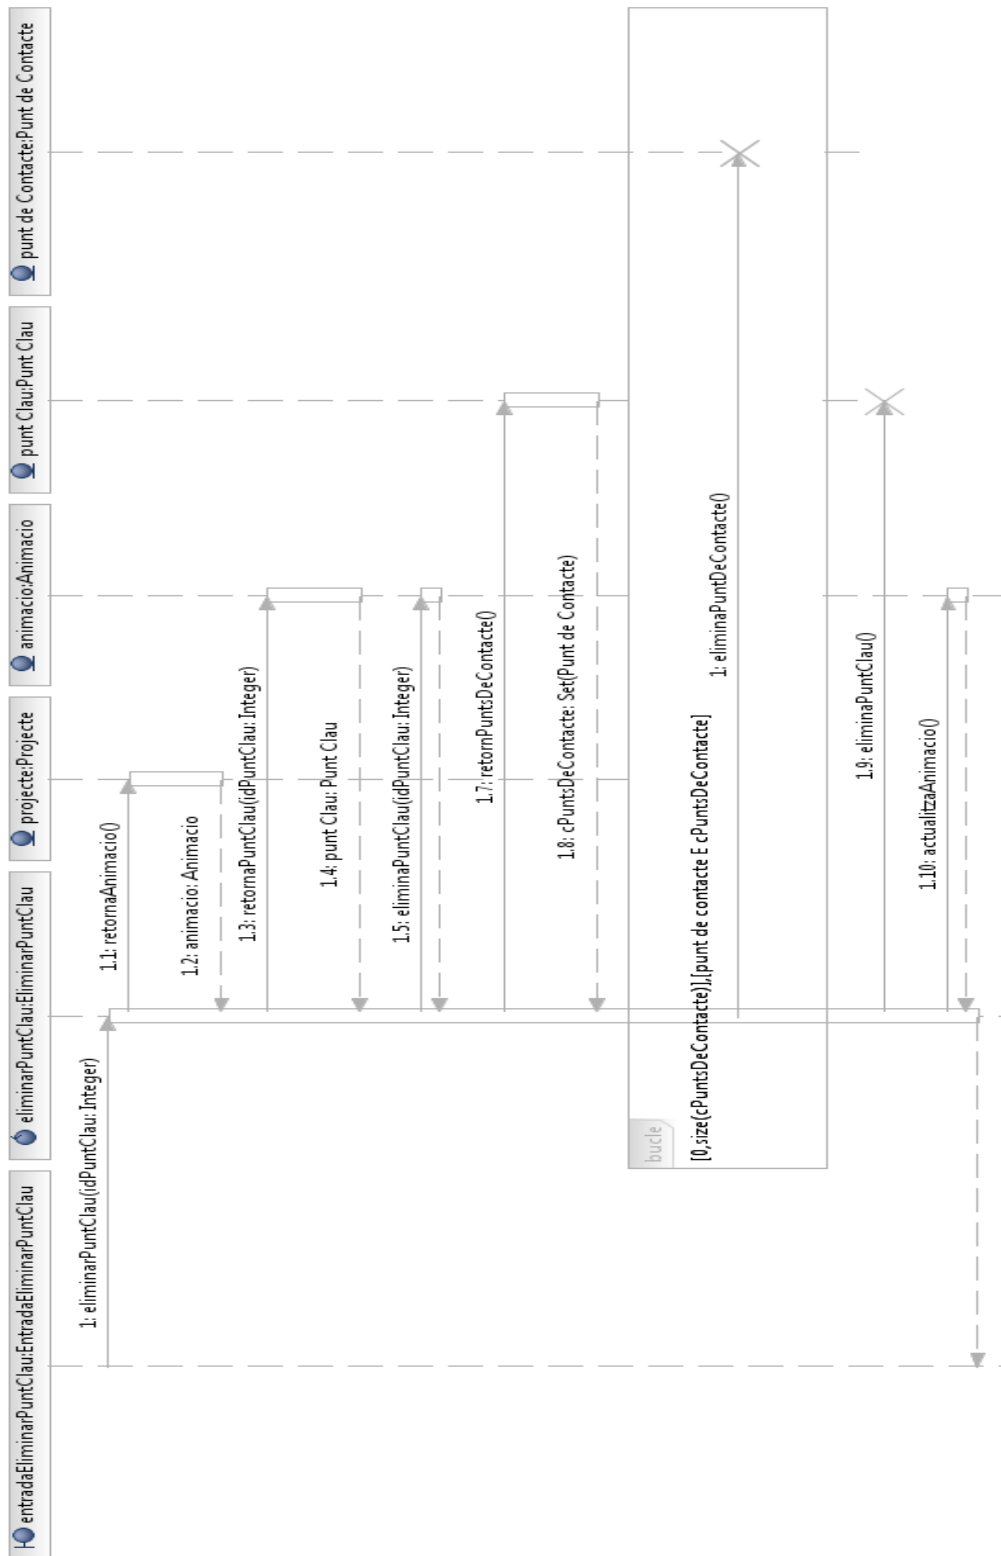 entradaEliminarPuntClau:EntradaEliminarPuntClau
eliminarPuntClau:EliminarPuntClau
projecte:Projecte
animacio:Animacio
punt Clau:Punt Clau
punt de Contacte:Punt de Contacte
1: eliminarPuntClau(idPuntClau: Integer)
1.1: retornaAnimacio()
1.2: animacio: Animacio
1.3: retornaPuntClau(idPuntClau: Integer)
1.4: punt Clau: Punt Clau
1.5: eliminaPuntClau(idPuntClau: Integer)
1.7: retornPuntsDeContacte()
1.8: cPuntsDeContacte: Set(Punt de Contacte)
bucle
[0,size(cPuntsDeContacte)],[punt de contacte E cPuntsDeContacte]
1: eliminaPuntDeContacte()
1.9: eliminaPuntClau()
1.10: actualitzaAnimacio()